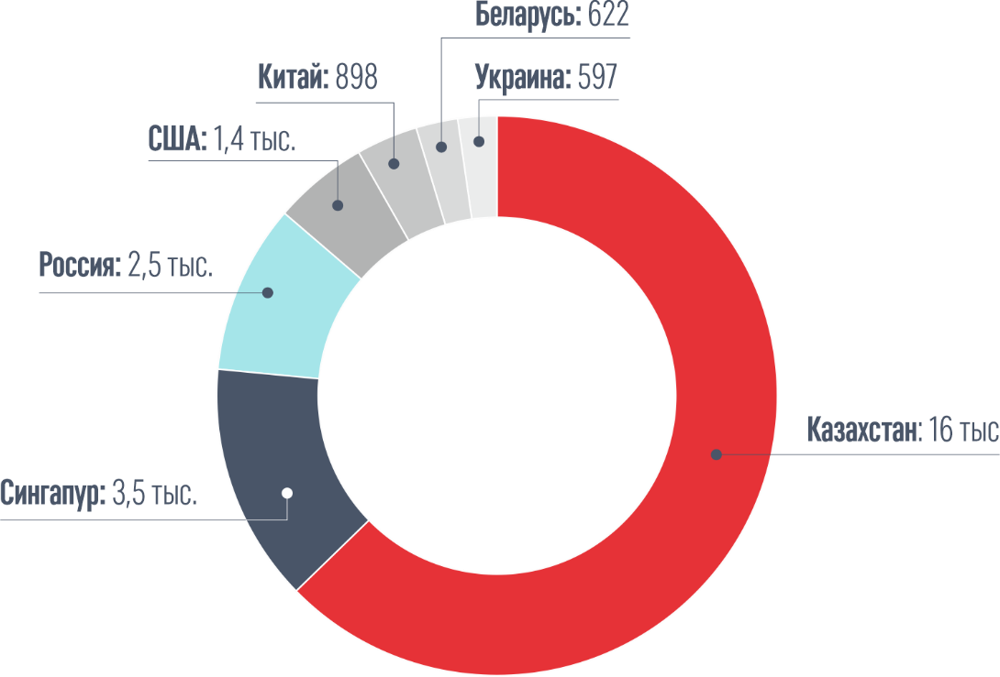 Беларусь: 622
Китай: 898
Украина: 597
США: 1,4 тыс.
Россия: 2,5 тыс.
Казахстан: 16 тыс
Сингапур: 3,5 тыс.